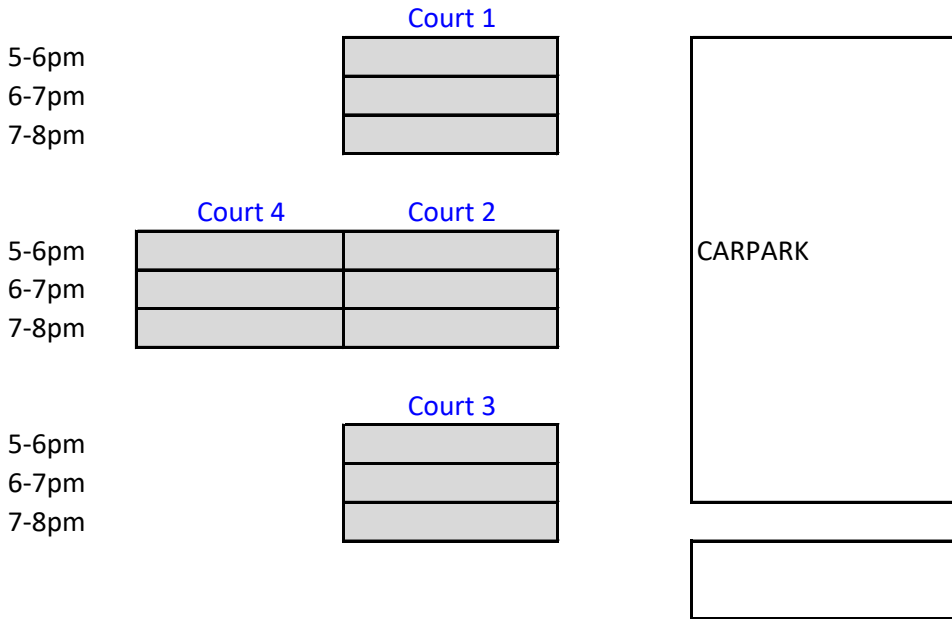 Court 1
5-6pm
6-7pm
7-8pm
Court 4 Court 2
5-6pm CARPARK
6-7pm
7-8pm
Court 3
5-6pm
6-7pm
7-8pm